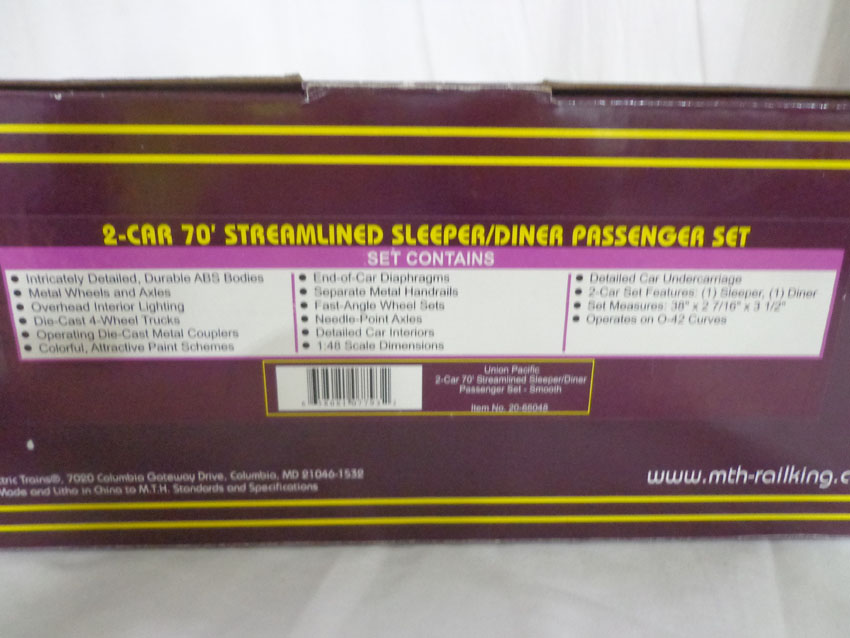 2-CAR 70' STREAMLINED SLEEPER/DINER PASSENGER SET
SET CONTAINS
• Intricately Detailed, Durable ABS Bodies
• Metal Wheels and Axles
• Overhead Interior Lighting
• Die-Cast 4-Wheel Trucks
• Operating Die-Cast Metal Couplers
• Colorful, Attractive Paint Schemes
• End-of-Car Diaphragms
• Separate Metal Handrails
• Fast-Angle Wheel Sets
• Needle-Point Axles
• Detailed Car Interiors
• 1:48 Scale Dimensions
• Detailed Car Undercarriage
• 2-Car Set Features: (1) Sleeper, (1) Diner
• Set Measures: 38" x 2 7/16" x 3 1/2"
• Operates on O-42 Curves
Union Pacific
2-Car 70' Streamlined Sleeper/Diner
Passenger Set - Smooth
Item No. 20-68048
ctric Trains®, 7020 Columbia Gateway Drive, Columbia, MD 21046-1532
Made and Litho in China to M.T.H. Standards and Specifications
www.mth-railking.c